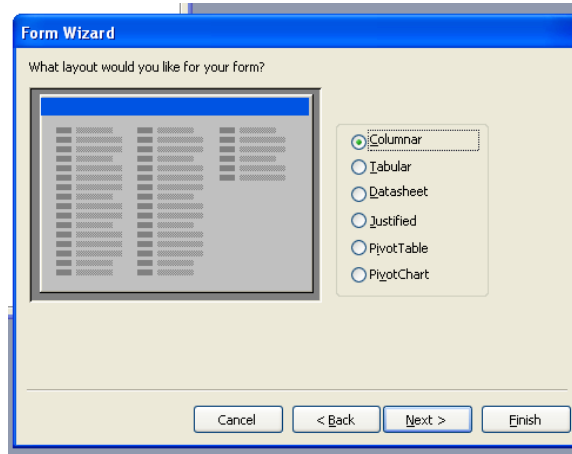 Form Wizard
What layout would you like for your form?
Columnar
Tabular
Datasheet
Justified
PivotTable
PivotChart
Cancel
< Back
Next >
Finish